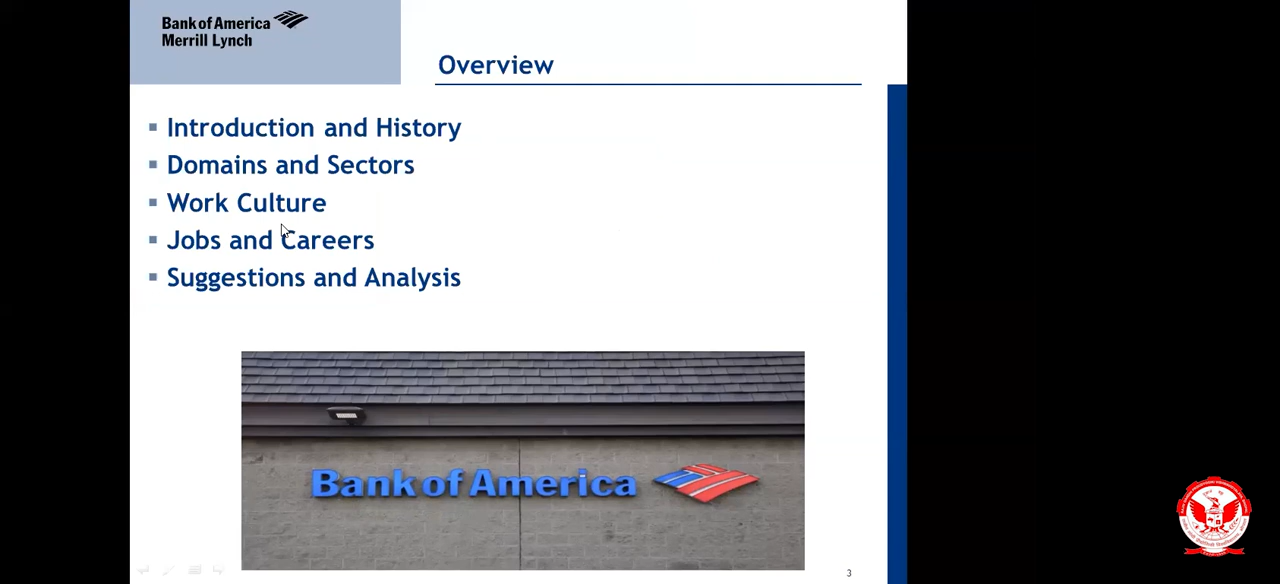 Bank of America
Merrill Lynch
Overview
Introduction and History
Domains and Sectors
Work Culture
Jobs and Careers
Suggestions and Analysis
Bank of America
3